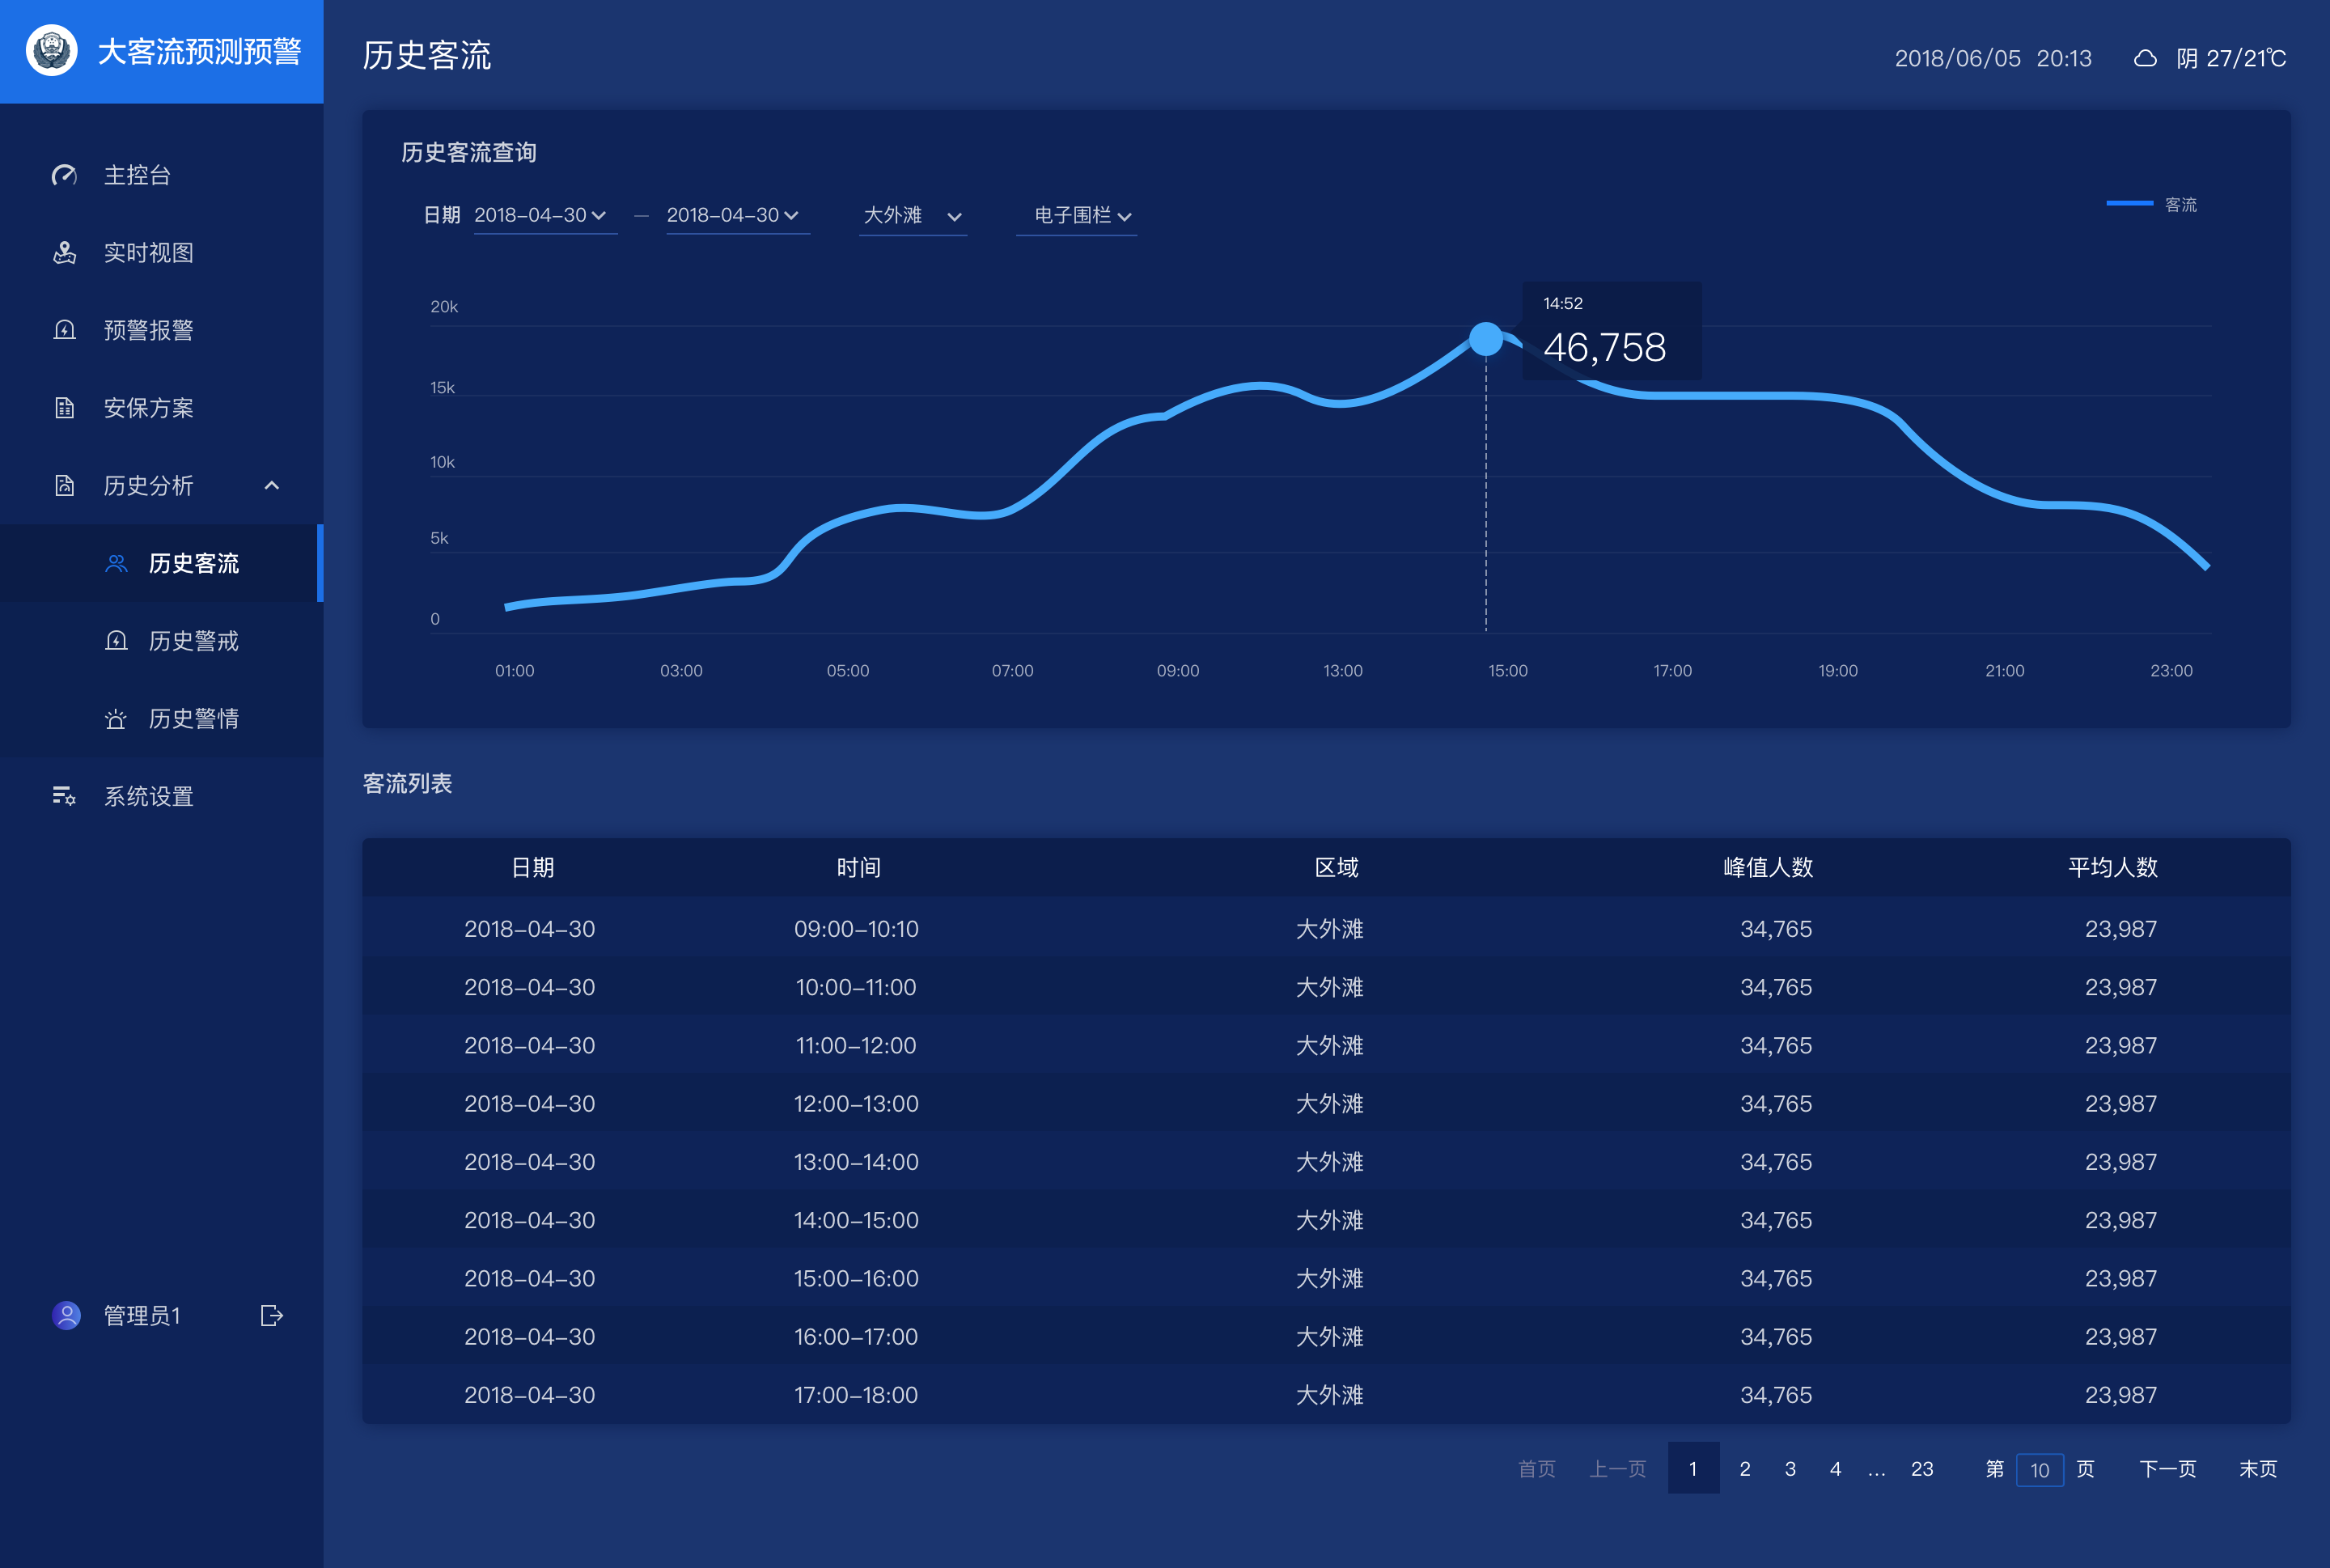 大客流预测预警
主控台
实时视图
预警报警
安保方案
历史分析
历史客流
历史警戒
历史警情
系统设置
管理员1
历史客流
2018/06/05 20:13 阴 27/21℃
历史客流查询
日期 2018-04-30 — 2018-04-30 大外滩 电子围栏
客流
14:52
46,758
20k
15k
10k
5k
0
01:00 03:00 05:00 07:00 09:00 13:00 15:00 17:00 19:00 21:00 23:00
客流列表
日期 时间 区域 峰值人数 平均人数
2018-04-30 09:00-10:10 大外滩 34,765 23,987
2018-04-30 10:00-11:00 大外滩 34,765 23,987
2018-04-30 11:00-12:00 大外滩 34,765 23,987
2018-04-30 12:00-13:00 大外滩 34,765 23,987
2018-04-30 13:00-14:00 大外滩 34,765 23,987
2018-04-30 14:00-15:00 大外滩 34,765 23,987
2018-04-30 15:00-16:00 大外滩 34,765 23,987
2018-04-30 16:00-17:00 大外滩 34,765 23,987
2018-04-30 17:00-18:00 大外滩 34,765 23,987
首页 上一页 1 2 3 4 ... 23 第 10 页 下一页 末页